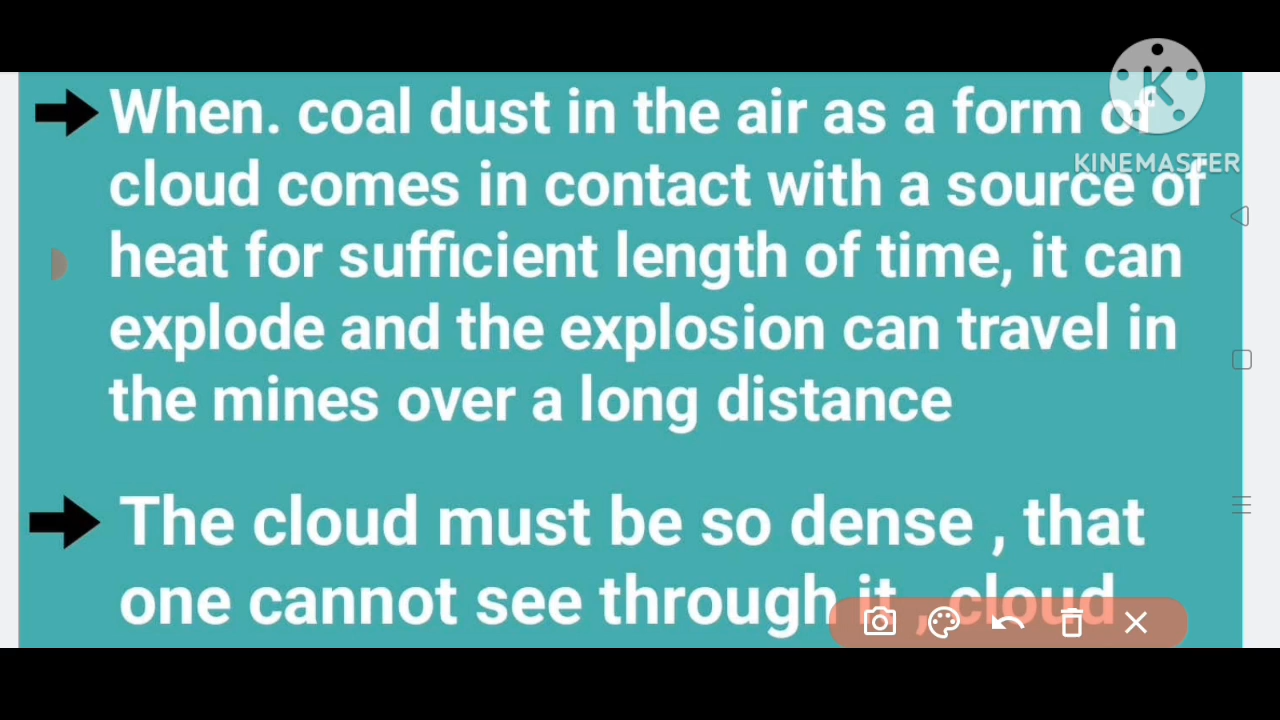 When. coal dust in the air as a form of
cloud comes in contact with a source of
heat for sufficient length of time, it can
explode and the explosion can travel in
the mines over a long distance
The cloud must be so dense , that
one cannot see through it , cloud
K
KINEMASTER